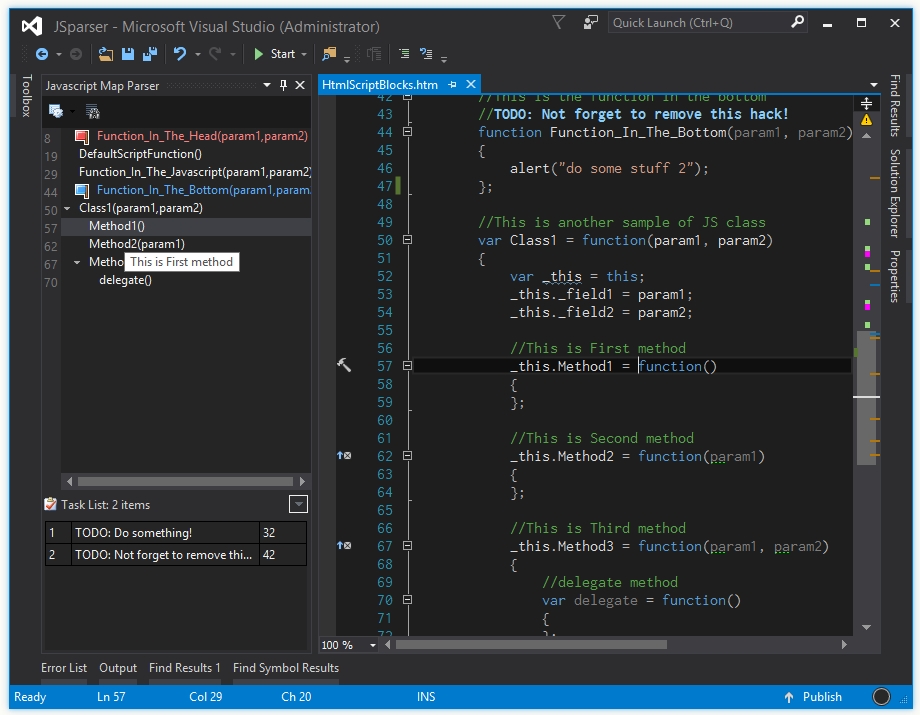 JSparser - Microsoft Visual Studio (Administrator)
Quick Launch (Ctrl+Q)
Start
Toolbox
Javascript Map Parser
8 Function_In_The_Head(param1,param2)
19 DefaultScriptFunction()
29 Function_In_The_Javascript(param1,param2)
44 Function_In_The_Bottom(param1,param
50 Class1(param1,param2)
57 Method1()
62 Method2(param1)
67 Metho
This is First method
70 delegate()
Task List: 2 items
1 TODO: Do something! 32
2 TODO: Not forget to remove thi... 42
HtmlScriptBlocks.htm
42 //This is the function in the bottom
43 //TODO: Not forget to remove this hack!
44 function Function_In_The_Bottom(param1, param2)
45 {
46 alert("do some stuff 2");
47 };
48
49 //This is another sample of JS class
50 var Class1 = function(param1, param2)
51 {
52 var _this = this;
53 _this._field1 = param1;
54 _this._field2 = param2;
55
56 //This is First method
57 _this.Method1 = function()
58 {
59 };
60
61 //This is Second method
62 _this.Method2 = function(param1)
63 {
64 };
65
66 //This is Third method
67 _this.Method3 = function(param1, param2)
68 {
69 //delegate method
70 var delegate = function()
71 {
72 };
100 %
Find Results
Solution Explorer
Properties
Error List Output Find Results 1 Find Symbol Results
Ready Ln 57 Col 29 Ch 20 INS Publish